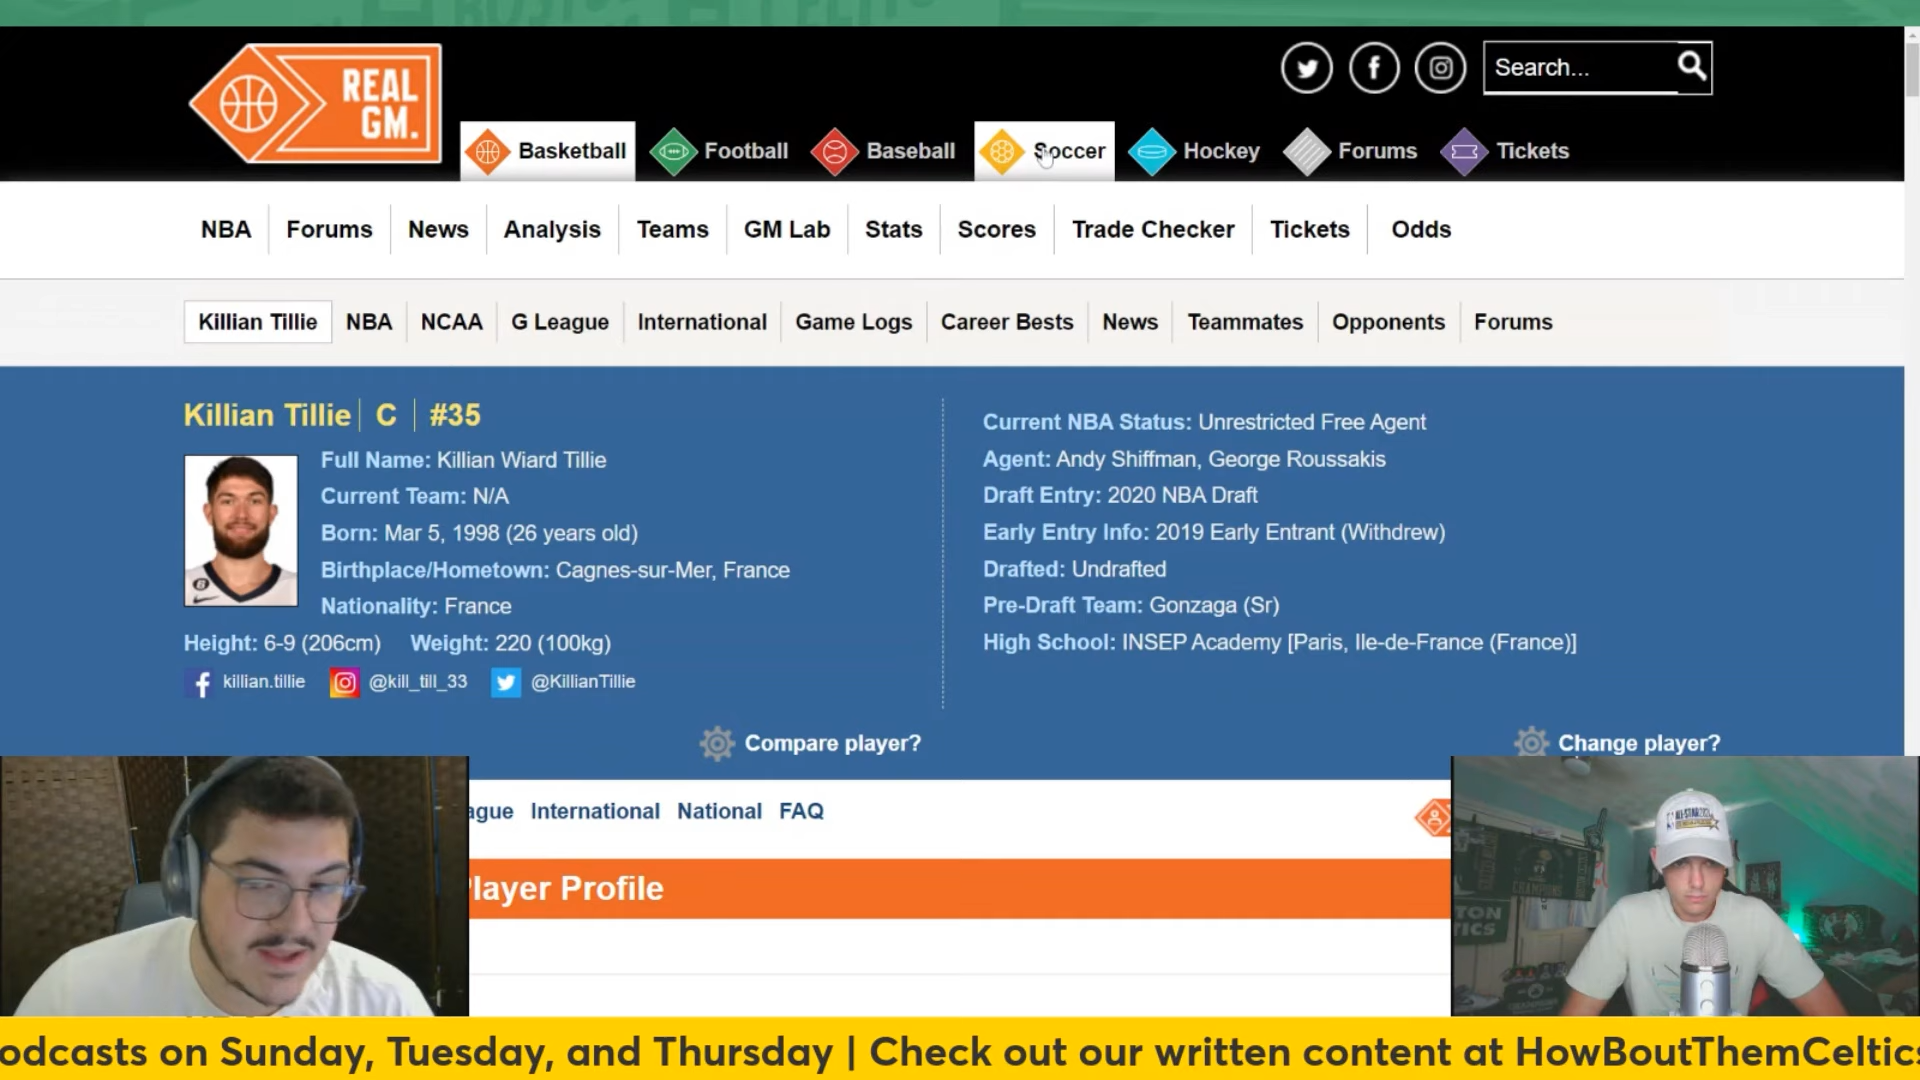 REAL
GM.
Search...
Basketball Football Baseball Soccer Hockey Forums Tickets
NBA Forums News Analysis Teams GM Lab Stats Scores Trade Checker Tickets Odds
Killian Tillie NBA NCAA G League International Game Logs Career Bests News Teammates Opponents Forums
Killian Tillie C #35
Full Name: Killian Wiard Tillie
Current Team: N/A
Born: Mar 5, 1998 (26 years old)
Birthplace/Hometown: Cagnes-sur-Mer, France
Nationality: France
Height: 6-9 (206cm) Weight: 220 (100kg)
killian.tillie @kill_till_33 @KillianTillie
Current NBA Status: Unrestricted Free Agent
Agent: Andy Shiffman, George Roussakis
Draft Entry: 2020 NBA Draft
Early Entry Info: 2019 Early Entrant (Withdrew)
Drafted: Undrafted
Pre-Draft Team: Gonzaga (Sr)
High School: INSEP Academy [Paris, Ile-de-France (France)]
Compare player?
Change player?
ague International National FAQ
Player Profile
odcasts on Sunday, Tuesday, and Thursday | Check out our written content at HowBoutThemCeltics